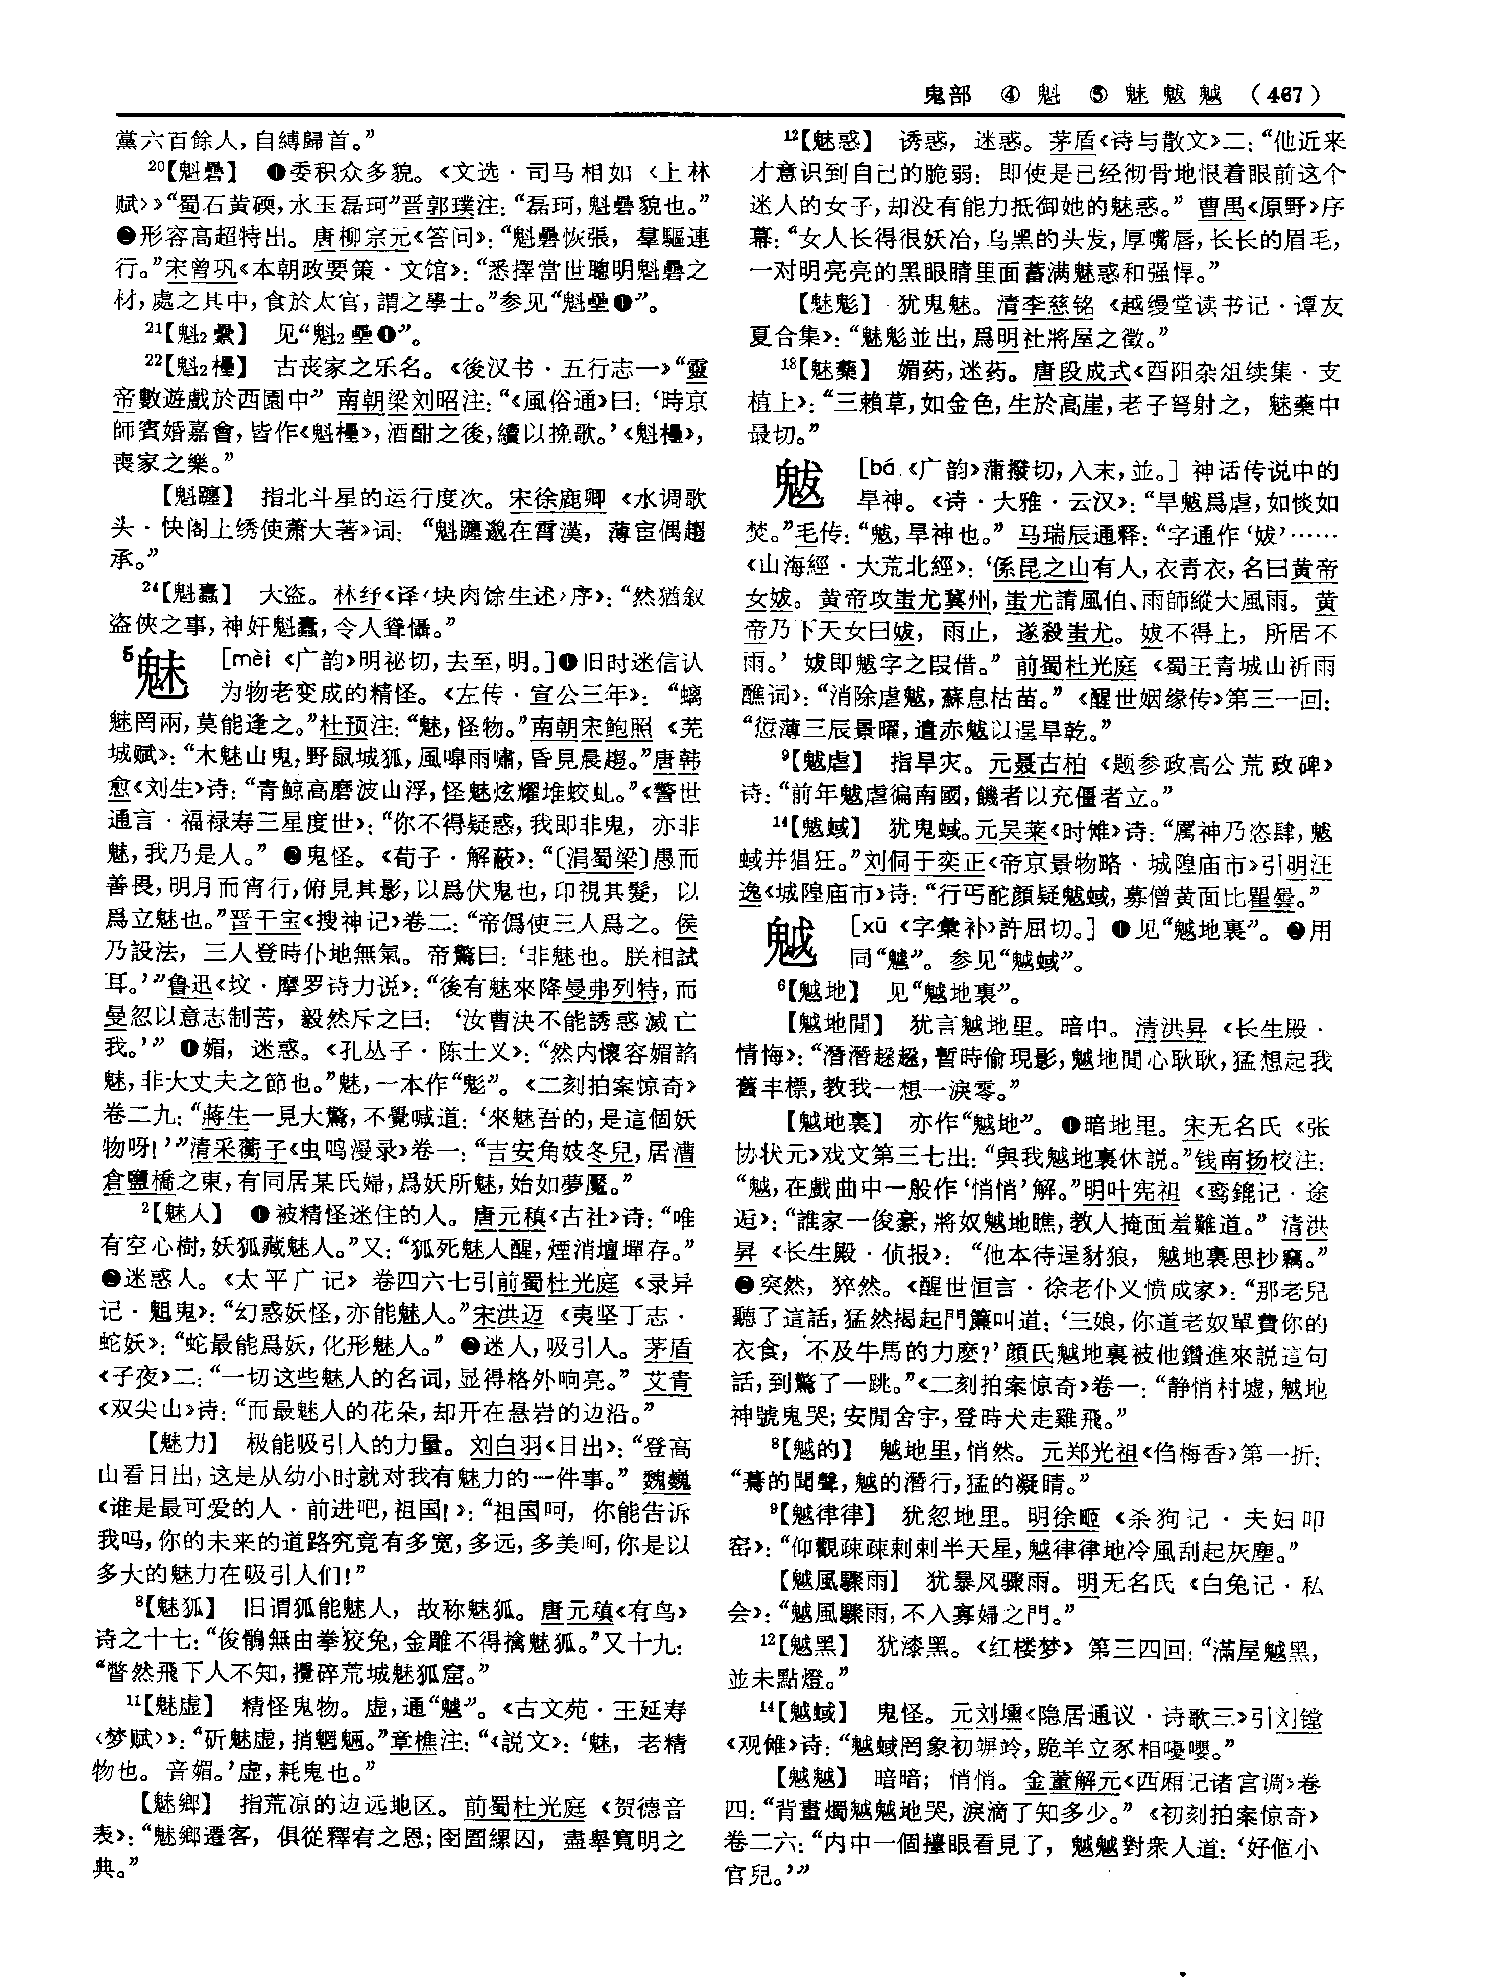 鬼部 ④ 魁 ⑤ 魅 魃 䰀 （467）
黨六百餘人，自縛歸首。”
20【魁礨】 ❶委积众多貌。《文选·司马相如〈上林
赋〉》“蜀石黄碝，水玉磊砢”晋郭璞注：“磊砢，魁礨貌也。”
❷形容高超特出。唐柳宗元《答问》：“魁礨恢張，羣驅連
行。”宋曾巩《本朝政要策·文馆》：“悉擇當世聰明魁礨之
材，處之其中，食於太官，謂之學士。”参见“魁壘❶”。
21【魁2纍】 见“魁2壘❶”。
22【魁2㰐】 古丧家之乐名。《後汉书·五行志一》“靈
帝數遊戲於西園中” 南朝梁刘昭注：“《風俗通》曰：‘時京
師賓婚嘉會，皆作《魁㰐》，酒酣之後，續以挽歌。’《魁㰐》，
喪家之樂。”
【魁躔】 指北斗星的运行度次。宋徐鹿卿《水调歌
头·快阁上绣使萧大著》词：“魁躔邈在霄漢，薄宦偶趨
承。”
24【魁蠹】 大盗。林纾《译〈块肉馀生述〉序》：“然猶叙
盗俠之事，神奸魁蠹，令人聳懾。”
5魅 ［mèi 《广韵》明祕切，去至，明。］❶旧时迷信认
为物老变成的精怪。《左传·宣公三年》：“螭
魅罔兩，莫能逢之。”杜预注：“魅，怪物。”南朝宋鲍照《芜
城赋》：“木魅山鬼，野鼠城狐，風嘷雨嘯，昏見晨趨。”唐韩
愈《刘生》诗：“青鯨高磨波山浮，怪魅炫耀堆蛟虬。”《警世
通言·福禄寿三星度世》：“你不得疑惑，我即非鬼，亦非
魅，我乃是人。” ❷鬼怪。《荀子·解蔽》：“〔涓蜀梁〕愚而
善畏，明月而宵行，俯見其影，以爲伏鬼也，卬視其髮，以
爲立魅也。”晋干宝《搜神记》卷二：“帝僞使三人爲之。侯
乃設法，三人登時仆地無氣。帝驚曰：‘非魅也。朕相試
耳。’”鲁迅《坟·摩罗诗力说》：“後有魅來降曼弗列特，而
曼忽以意志制苦，毅然斥之曰：‘汝曹決不能誘惑滅亡
我。’” ❶媚，迷惑。《孔丛子·陈士义》：“然内懷容媚諂
魅，非大丈夫之節也。”魅，一本作“鬽”。《二刻拍案惊奇》
卷二九：“蔣生一見大驚，不覺喊道：‘來魅吾的，是這個妖
物呀！’”清采蘅子《虫鸣漫录》卷一：“吉安角妓冬兒，居漕
倉鹽橋之東，有同居某氏婦，爲妖所魅，始如夢魘。”
2【魅人】 ❶被精怪迷住的人。唐元稹《古社》诗：“唯
有空心樹，妖狐藏魅人。”又：“狐死魅人醒，煙消壇墠存。”
❷迷惑人。《太平广记》卷四六七引前蜀杜光庭《录异
记·魈鬼》：“幻惑妖怪，亦能魅人。”宋洪迈《夷坚丁志·
蛇妖》：“蛇最能爲妖，化形魅人。” ❸迷人，吸引人。茅盾
《子夜》二：“一切这些魅人的名词，显得格外响亮。” 艾青
《双尖山》诗：“而最魅人的花朵，却开在悬岩的边沿。”
【魅力】 极能吸引人的力量。刘白羽《日出》：“登高
山看日出，这是从幼小时就对我有魅力的一件事。” 魏巍
《谁是最可爱的人·前进吧，祖国！》：“祖国呵，你能告诉
我吗，你的未来的道路究竟有多宽，多远，多美呵，你是以
多大的魅力在吸引人们！”
8【魅狐】 旧谓狐能魅人，故称魅狐。唐元稹《有鸟》
诗之十七：“俊鶻無由拳狡兔，金雕不得擒魅狐。”又十九：
“瞥然飛下人不知，攪碎荒城魅狐窟。”
11【魅虚】 精怪鬼物。虚，通“魖”。《古文苑·王延寿
〈梦赋〉》：“斫魅虚，捎魍魎。”章樵注：“《説文》：‘魅，老精
物也。音媚。’虚，耗鬼也。”
【魅鄉】 指荒凉的边远地区。前蜀杜光庭《贺德音
表》：“魅鄉遷客，俱從釋宥之恩；囹圄縲囚，盡舉寬明之
典。”
12【魅惑】 诱惑，迷惑。茅盾《诗与散文》二：“他近来
才意识到自己的脆弱：即使是已经彻骨地恨着眼前这个
迷人的女子，却没有能力抵御她的魅惑。” 曹禺《原野》序
幕：“女人长得很妖冶，乌黑的头发，厚嘴唇，长长的眉毛，
一对明亮亮的黑眼睛里面蓄满魅惑和强悍。”
【魅鬽】 犹鬼魅。清李慈铭《越缦堂读书记·谭友
夏合集》：“魅鬽並出，爲明社將屋之徵。”
18【魅藥】 媚药，迷药。唐段成式《酉阳杂俎续集·支
植上》：“三賴草，如金色，生於高崖，老子弩射之，魅藥中
最切。”
魃 ［bá 《广韵》蒲撥切，入末，並。］神话传说中的
旱神。《诗·大雅·云汉》：“旱魃爲虐，如惔如
焚。”毛传：“魃，旱神也。” 马瑞辰通释：“字通作‘妭’……
《山海經·大荒北經》：‘係昆之山有人，衣青衣，名曰黄帝
女妭。黄帝攻蚩尤冀州，蚩尤請風伯、雨師縱大風雨。黄
帝乃下天女曰妭，雨止，遂殺蚩尤。妭不得上，所居不
雨。’妭即魃字之叚借。” 前蜀杜光庭《蜀王青城山祈雨
醮词》：“消除虐魃，蘇息枯苗。”《醒世姻缘传》第三一回：
“愆薄三辰景曜，遣赤魃以逞旱乾。”
9【魃虐】 指旱灾。元聂古柏《题参政高公荒政碑》
诗：“前年魃虐徧南國，饑者以充僵者立。”
14【魃蜮】 犹鬼蜮。元吴莱《时傩》诗：“厲神乃恣肆，魃
蜮并猖狂。”刘侗于奕正《帝京景物略·城隍庙市》引明汪
逸《城隍庙市》诗：“行丐酡顔疑魃蜮，募僧黄面比瞿曇。”
䰀 ［xū 《字彙补》許屈切。］❶见“䰀地裏”。❷用
同“魖”。参见“䰀蜮”。
6【䰀地】 见“䰀地裏”。
【䰀地間】 犹言䰀地里。暗中。清洪昇《长生殿·
情悔》：“潛潛趓趓，暫時偷現影，䰀地間心耿耿，猛想起我
舊丰標，教我一想一淚零。”
【䰀地裏】 亦作“䰀地”。❶暗地里。宋无名氏《张
协状元》戏文第三七出：“與我䰀地裏休説。”钱南扬校注：
“䰀，在戲曲中一般作‘悄悄’解。”明叶宪祖《鸾鎞记·途
逅》：“誰家一俊豪，將奴䰀地瞧，教人掩面羞難道。” 清洪
昇《长生殿·侦报》：“他本待逞豺狼，䰀地裏思抄竊。”
❷突然，猝然。《醒世恒言·徐老仆义愤成家》：“那老兒
聽了這話，猛然揭起門簾叫道：‘三娘，你道老奴單費你的
衣食，不及牛馬的力麽？’顔氏䰀地裏被他鑽進來説這句
話，到驚了一跳。”《二刻拍案惊奇》卷一：“静悄村墟，䰀地
神號鬼哭；安閒舍宇，登時犬走雞飛。”
8【䰀的】 䰀地里，悄然。元郑光祖《㑇梅香》第一折：
“驀的聞聲，䰀的潛行，猛的凝睛。”
9【䰀律律】 犹忽地里。明徐𤱻《杀狗记·夫妇叩
窑》：“仰觀疎疎剌剌半天星，䰀律律地冷風刮起灰塵。”
【䰀風驟雨】 犹暴风骤雨。明无名氏《白兔记·私
会》：“䰀風驟雨，不入寡婦之門。”
12【䰀黑】 犹漆黑。《红楼梦》第三四回：“滿屋䰀黑，
並未點燈。”
14【䰀蜮】 鬼怪。元刘壎《隐居通议·诗歌三》引刘镗
《观傩》诗：“䰀蜮罔象初㛹竛，跪羊立豕相嚘嘤。”
【䰀䰀】 暗暗；悄悄。金董解元《西厢记诸宫调》卷
四：“背畫燭䰀䰀地哭，淚滴了知多少。”《初刻拍案惊奇》
卷二六：“内中一個擡眼看見了，䰀䰀對衆人道：‘好個小
官兒。’”